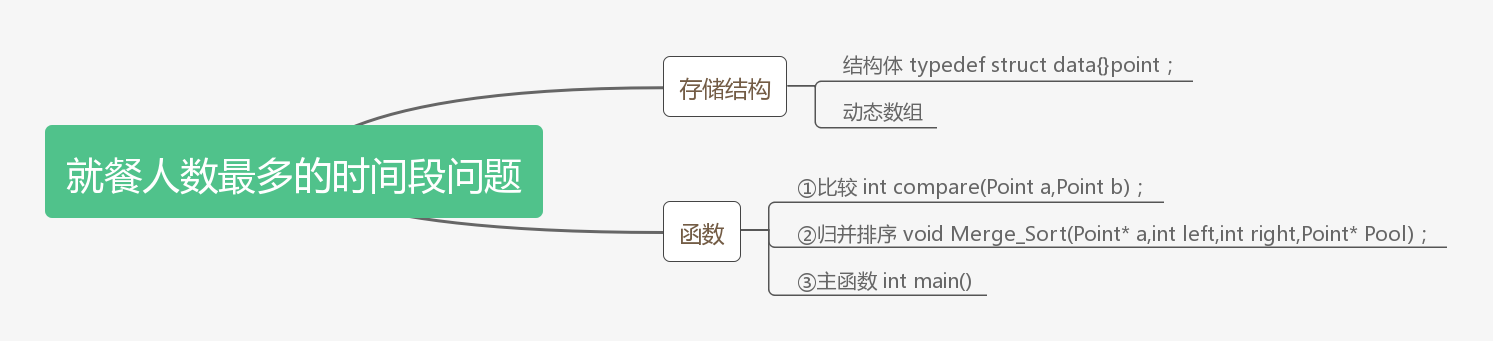 就餐人数最多的时间段问题
存储结构
结构体 typedef struct data{}point；
动态数组
函数
①比较 int compare(Point a,Point b)；
②归并排序 void Merge_Sort(Point* a,int left,int right,Point* Pool)；
③主函数 int main()